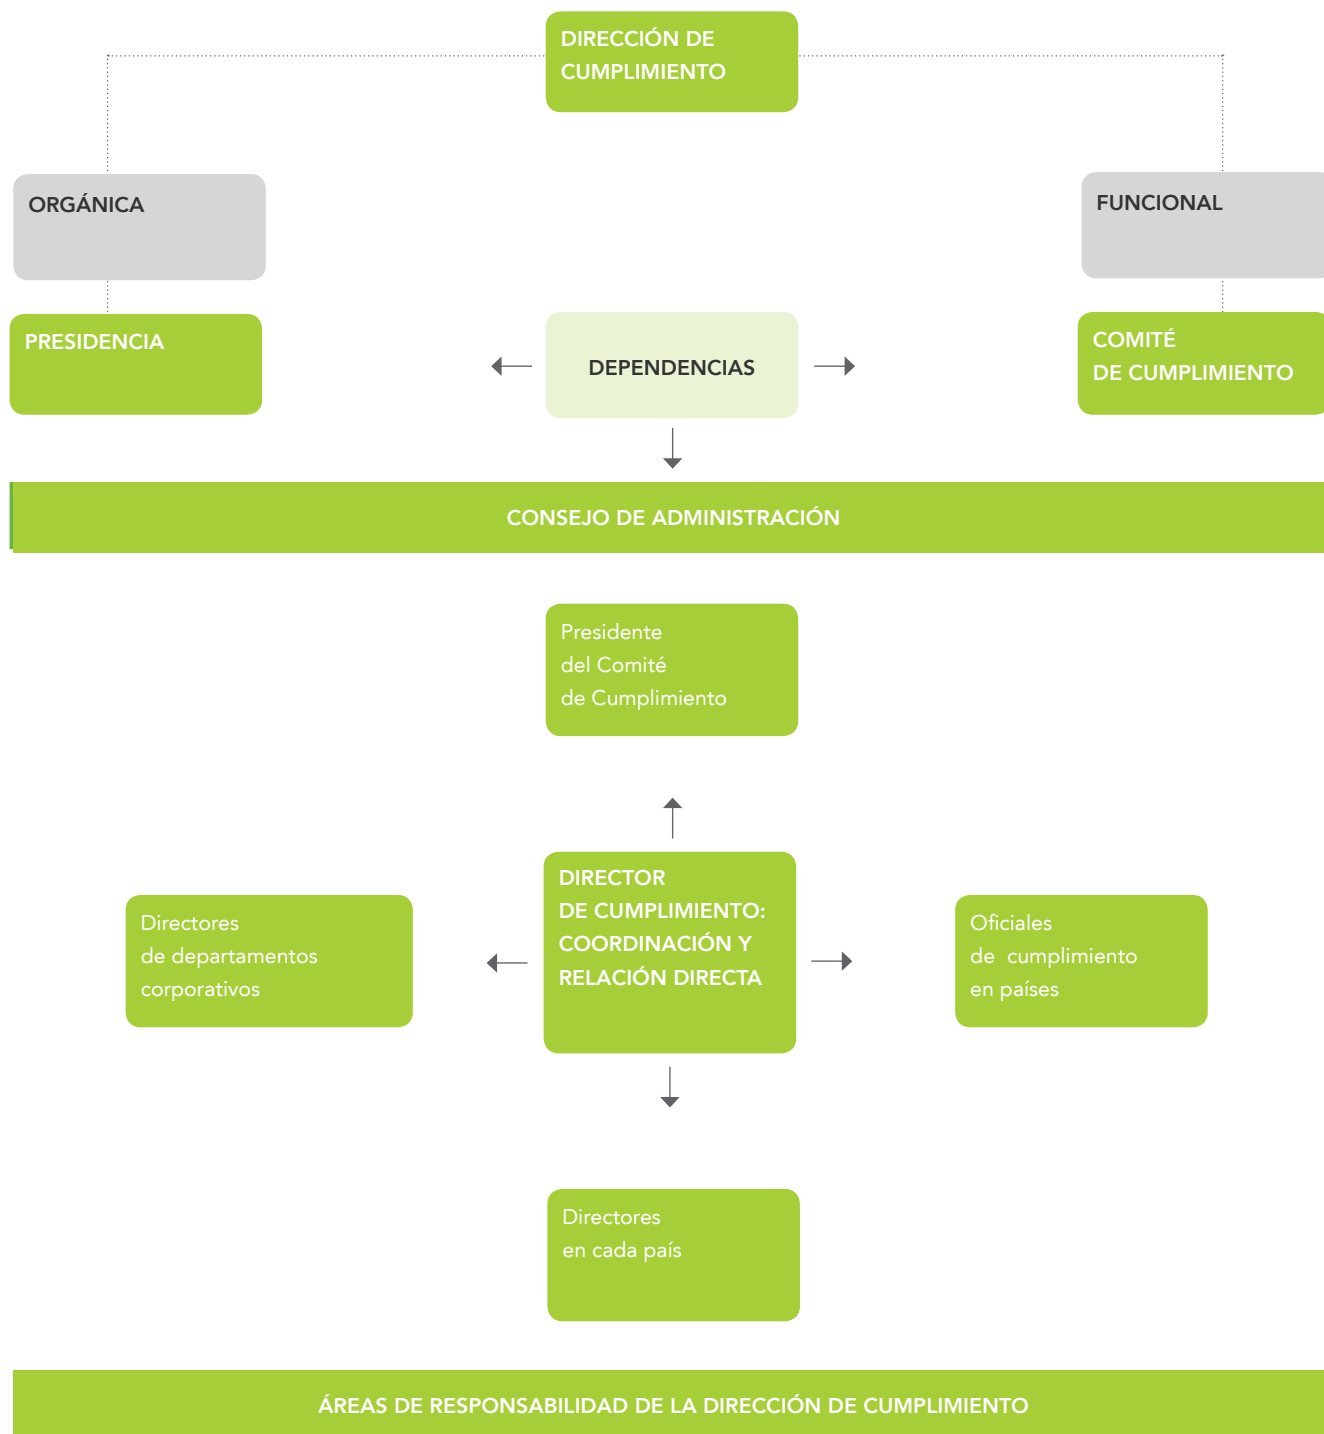 DIRECCIÓN DE
CUMPLIMIENTO
ORGÁNICA
FUNCIONAL
PRESIDENCIA
DEPENDENCIAS
COMITÉ
DE CUMPLIMIENTO
CONSEJO DE ADMINISTRACIÓN
Presidente
del Comité
de Cumplimiento
Directores
de departamentos
corporativos
DIRECTOR
DE CUMPLIMIENTO:
COORDINACIÓN Y
RELACIÓN DIRECTA
Oficiales
de cumplimiento
en países
Directores
en cada país
ÁREAS DE RESPONSABILIDAD DE LA DIRECCIÓN DE CUMPLIMIENTO